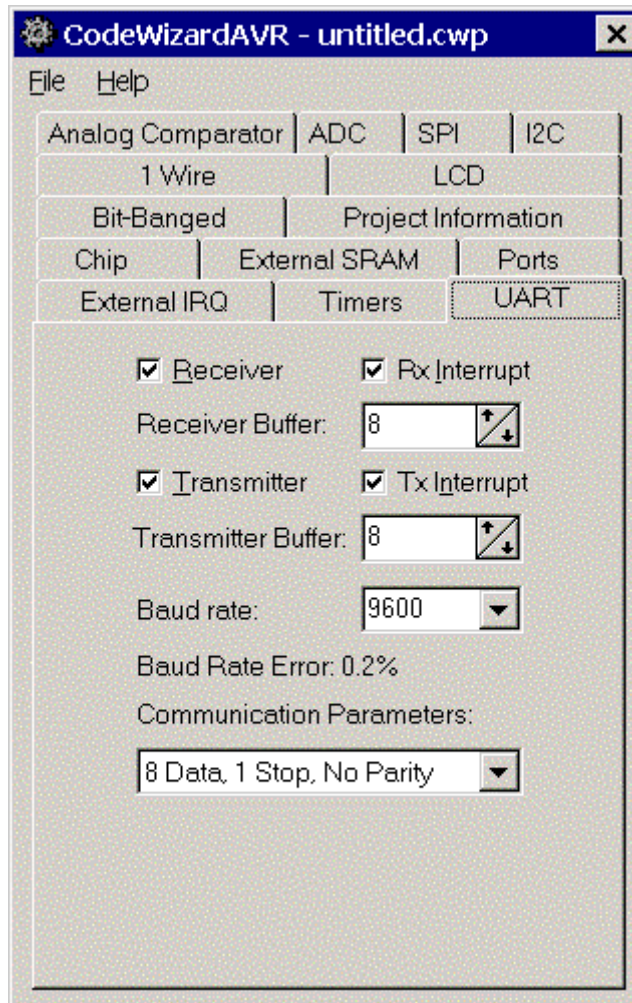 CodeWizardAVR - untitled.cwp
File Help
Analog Comparator ADC SPI I2C
1 Wire LCD
Bit-Banged Project Information
Chip External SRAM Ports
External IRQ Timers UART
Receiver Rx Interrupt
Receiver Buffer: 8
Transmitter Tx Interrupt
Transmitter Buffer: 8
Baud rate: 9600
Baud Rate Error: 0.2%
Communication Parameters:
8 Data, 1 Stop, No Parity